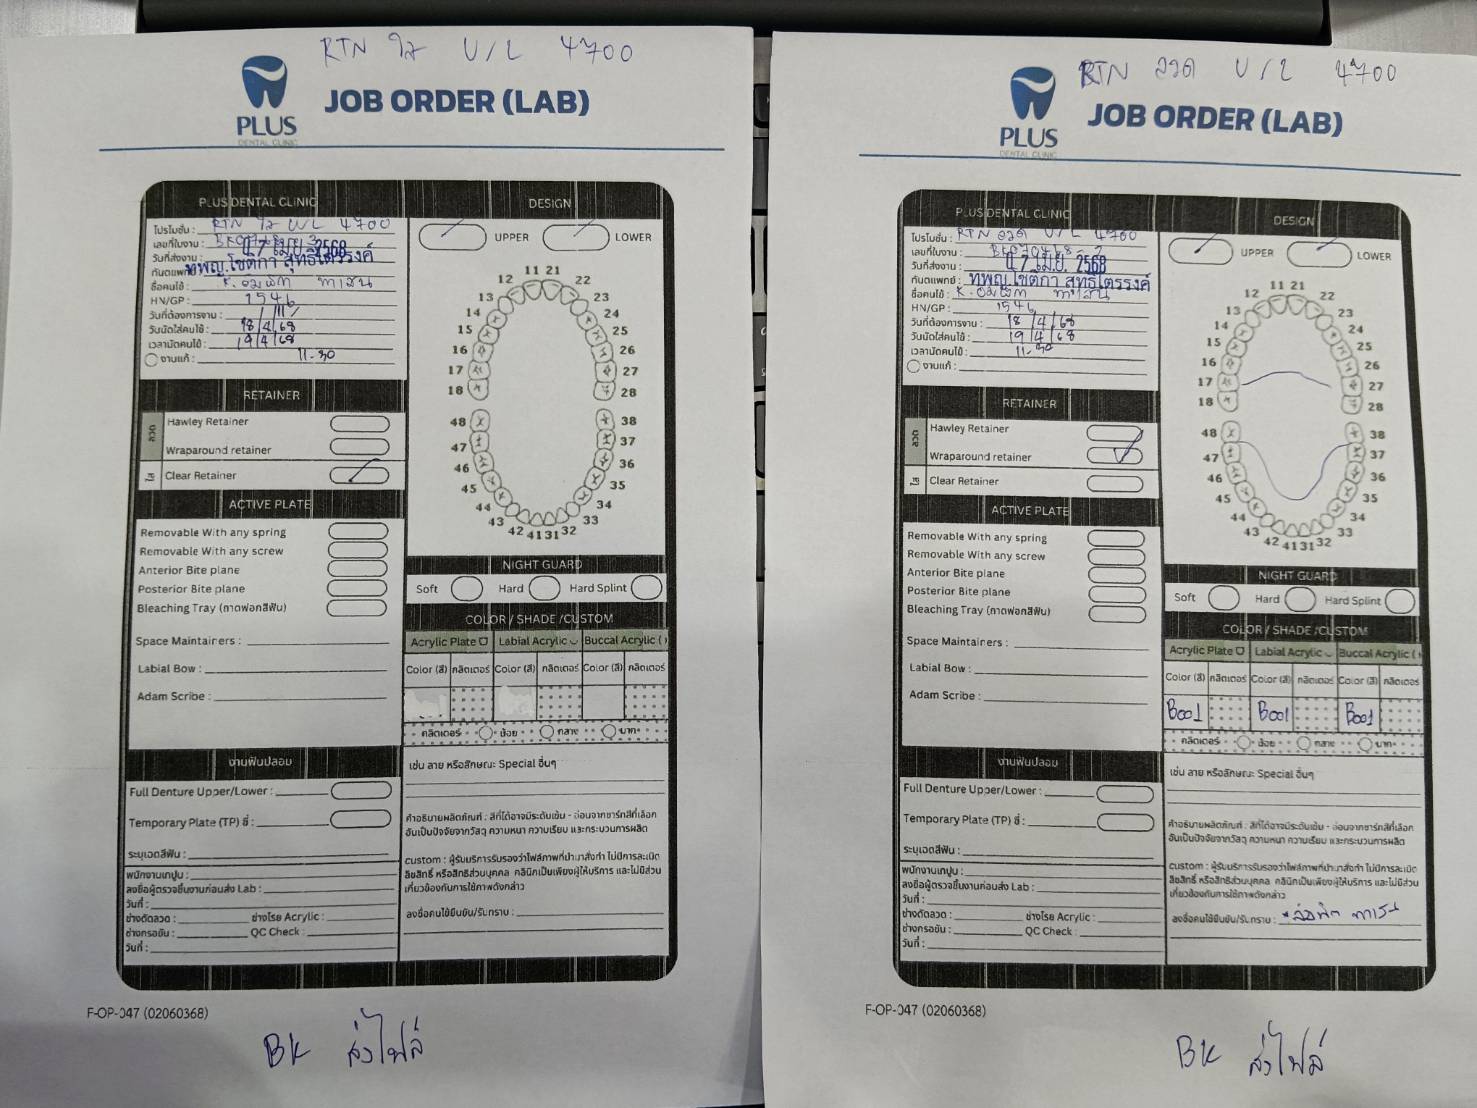 RTN ใส U/L 4700
PLUS
DENTAL CLINIC
JOB ORDER (LAB)
PLUS DENTAL CLINIC
โปรโมชั่น : RTN ใส U/L 4700
เลขที่ใบงาน :
วันที่ส่งงาน : 07 เม.ย. 2568
ทันตแพทย์ : ทพญ.โชติกา สุทธิไตรรงค์
ชื่อคนไข้ : K.
HN/GP : 1546
วันที่ต้องการงาน : 18/4/68
วันนัดใส่คนไข้ : 19/4/68
เวลานัดคนไข้ : 11.30
งานแก้ :
DESIGN
UPPER
LOWER
11 21
12 22
13 23
14 24
15 25
16 26
17 27
18 28
48 38
47 37
46 36
45 35
44 34
43 33
42 41 31 32
RETAINER
ลวด
Hawley Retainer
Wraparound retainer
ใส
Clear Retainer
ACTIVE PLATE
Removable With any spring
Removable With any screw
Anterior Bite plane
Posterior Bite plane
Bleaching Tray (ถาดฟอกสีฟัน)
Space Maintainers :
Labial Bow :
Adam Scribe :
NIGHT GUARD
Soft Hard Hard Splint
COLOR / SHADE /CUSTOM
Acrylic Plate Labial Acrylic Buccal Acrylic (
Color (สี) กลิตเตอร์ Color (สี) กลิตเตอร์ Color (สี) กลิตเตอร์
กลิตเตอร์ น้อย กลาง มาก
เช่น ลาย หรือลักษณะ Special อื่นๆ
คำอธิบายผลิตภัณฑ์ : สีที่ได้อาจมีระดับเข้ม - อ่อนจากชาร์ทสีที่เลือก
อันเป็นปัจจัยจากวัสดุ ความหนา ความเรียบ และกระบวนการผลิต
custom : ผู้รับบริการรับรองว่าไฟล์ภาพที่นำมาสั่งทำ ไม่มีการละเมิด
ลิขสิทธิ์ หรือสิทธิส่วนบุคคล คลินิกเป็นเพียงผู้ให้บริการ และไม่มีส่วน
เกี่ยวข้องกับการใช้ภาพดังกล่าว
ลงชื่อคนไข้ยืนยัน/รับทราบ :
งานฟันปลอม
Full Denture Upper/Lower :
Temporary Plate (TP) ซี่ :
ระบุเฉดสีฟัน :
พนักงานเทปูน :
ลงชื่อผู้ตรวจชิ้นงานก่อนส่ง Lab :
วันที่ :
ช่างดัดลวด : ช่างโรย Acrylic :
ช่างกรอขัน : QC Check :
วันที่ :
F-OP-047 (02060368)
BK ส่งไฟล์
RTN ลวด U/L 4700
PLUS
DENTAL CLINIC
JOB ORDER (LAB)
PLUS DENTAL CLINIC
โปรโมชั่น : RTN ลวด U/L 4700
เลขที่ใบงาน :
วันที่ส่งงาน : 07 เม.ย. 2568
ทันตแพทย์ : ทพญ.โชติกา สุทธิไตรรงค์
ชื่อคนไข้ : K.
HN/GP : 1546
วันที่ต้องการงาน : 18/4/68
วันนัดใส่คนไข้ : 19/4/68
เวลานัดคนไข้ : 11.30
งานแก้ :
DESIGN
UPPER
LOWER
11 21
12 22
13 23
14 24
15 25
16 26
17 27
18 28
48 38
47 37
46 36
45 35
44 34
43 33
42 41 31 32
RETAINER
ลวด
Hawley Retainer
Wraparound retainer
ใส
Clear Retainer
ACTIVE PLATE
Removable With any spring
Removable With any screw
Anterior Bite plane
Posterior Bite plane
Bleaching Tray (ถาดฟอกสีฟัน)
Space Maintainers :
Labial Bow :
Adam Scribe :
NIGHT GUARD
Soft Hard Hard Splint
COLOR / SHADE /CUSTOM
Acrylic Plate Labial Acrylic Buccal Acrylic (
Color (สี) กลิตเตอร์ Color (สี) กลิตเตอร์ Color (สี) กลิตเตอร์
B001 B001 B001
กลิตเตอร์ น้อย กลาง มาก
เช่น ลาย หรือลักษณะ Special อื่นๆ
คำอธิบายผลิตภัณฑ์ : สีที่ได้อาจมีระดับเข้ม - อ่อนจากชาร์ทสีที่เลือก
อันเป็นปัจจัยจากวัสดุ ความหนา ความเรียบ และกระบวนการผลิต
custom : ผู้รับบริการรับรองว่าไฟล์ภาพที่นำมาสั่งทำ ไม่มีการละเมิด
ลิขสิทธิ์ หรือสิทธิส่วนบุคคล คลินิกเป็นเพียงผู้ให้บริการ และไม่มีส่วน
เกี่ยวข้องกับการใช้ภาพดังกล่าว
ลงชื่อคนไข้ยืนยัน/รับทราบ :
งานฟันปลอม
Full Denture Upper/Lower :
Temporary Plate (TP) ซี่ :
ระบุเฉดสีฟัน :
พนักงานเทปูน :
ลงชื่อผู้ตรวจชิ้นงานก่อนส่ง Lab :
วันที่ :
ช่างดัดลวด : ช่างโรย Acrylic :
ช่างกรอขัน : QC Check :
วันที่ :
F-OP-047 (02060368)
BK ส่งไฟล์